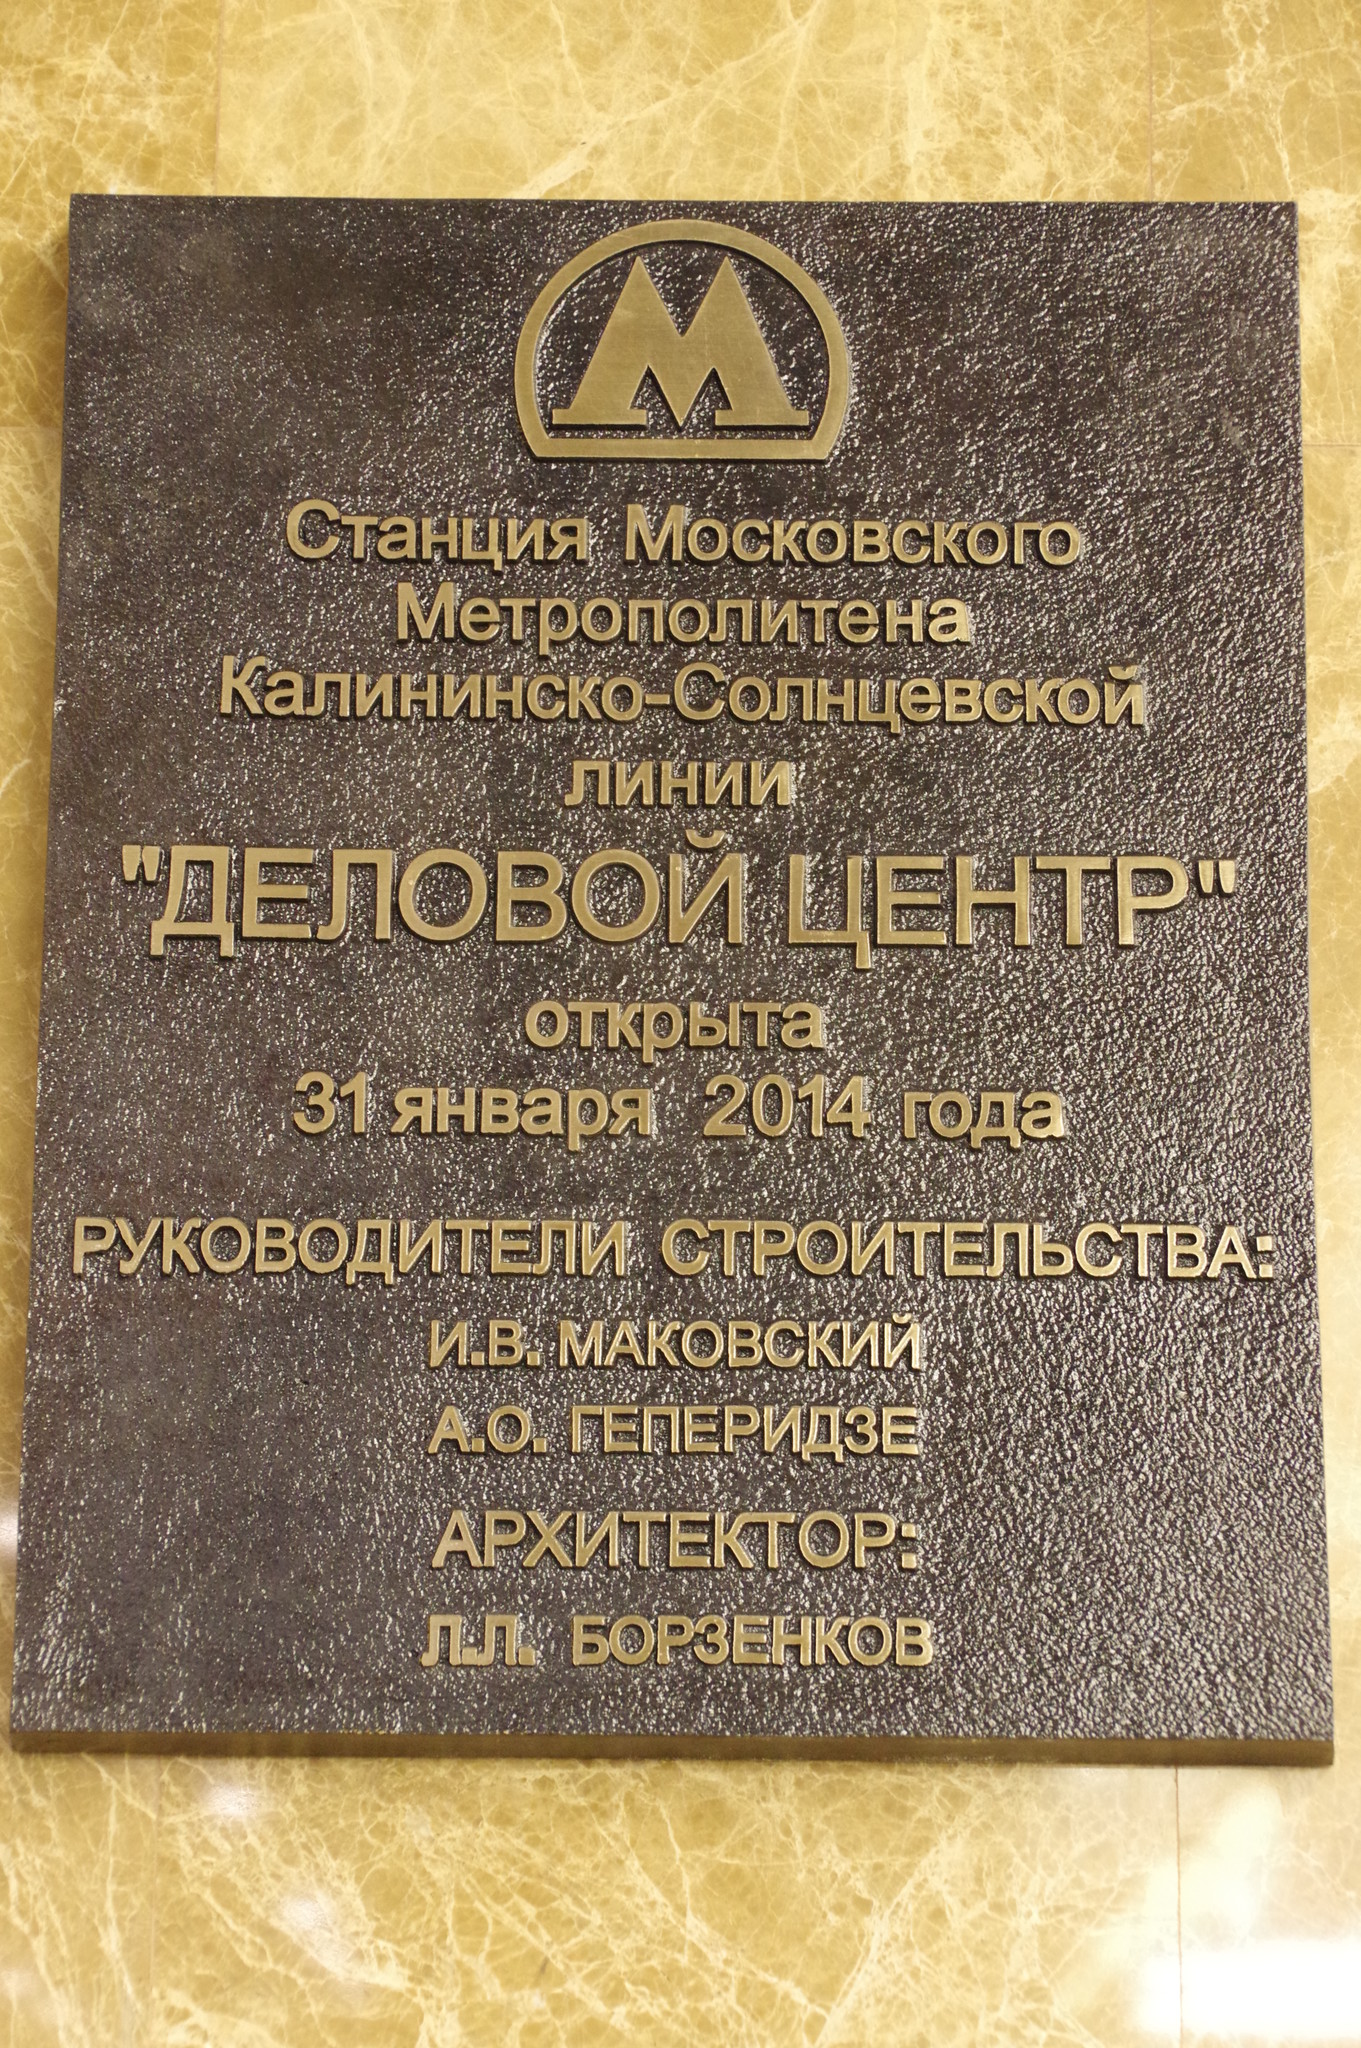 М
Станция Московского
Метрополитена
Калининско-Солнцевской
линии
"ДЕЛОВОЙ ЦЕНТР"
открыта
31 января 2014 года
РУКОВОДИТЕЛИ СТРОИТЕЛЬСТВА:
И.В. МАКОВСКИЙ
А.О. ГЕПЕРИДЗЕ
АРХИТЕКТОР:
Л.Л. БОРЗЕНКОВ